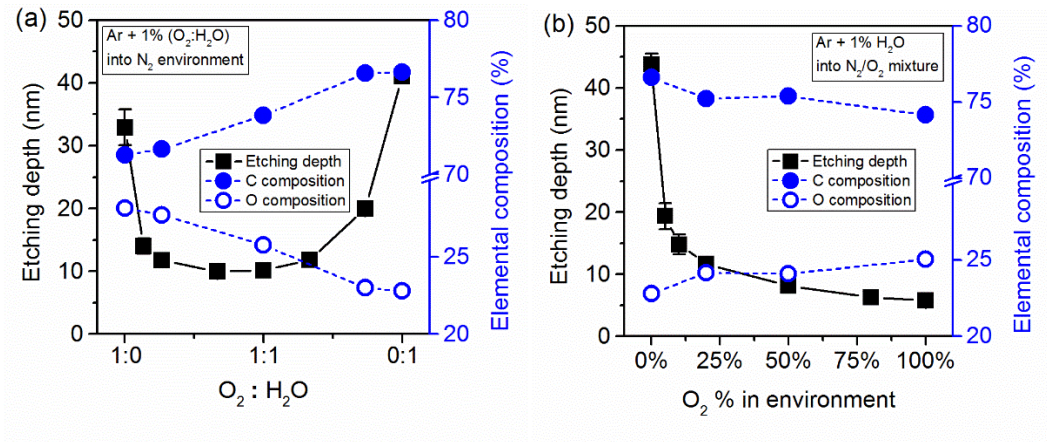 (a)
50
40
30
20
10
0
Etching depth (nm)
Ar + 1% (O₂:H₂O)
into N₂ environment
Etching depth
C composition
O composition
80
75
70
25
20
Elemental composition (%)
1:0
1:1
0:1
O₂ : H₂O
(b)
50
40
30
20
10
0
Etching depth (nm)
Ar + 1% H₂O
into N₂/O₂ mixture
Etching depth
C composition
O composition
80
75
70
25
20
Elemental composition (%)
0%
25%
50%
75%
100%
O₂ % in environment